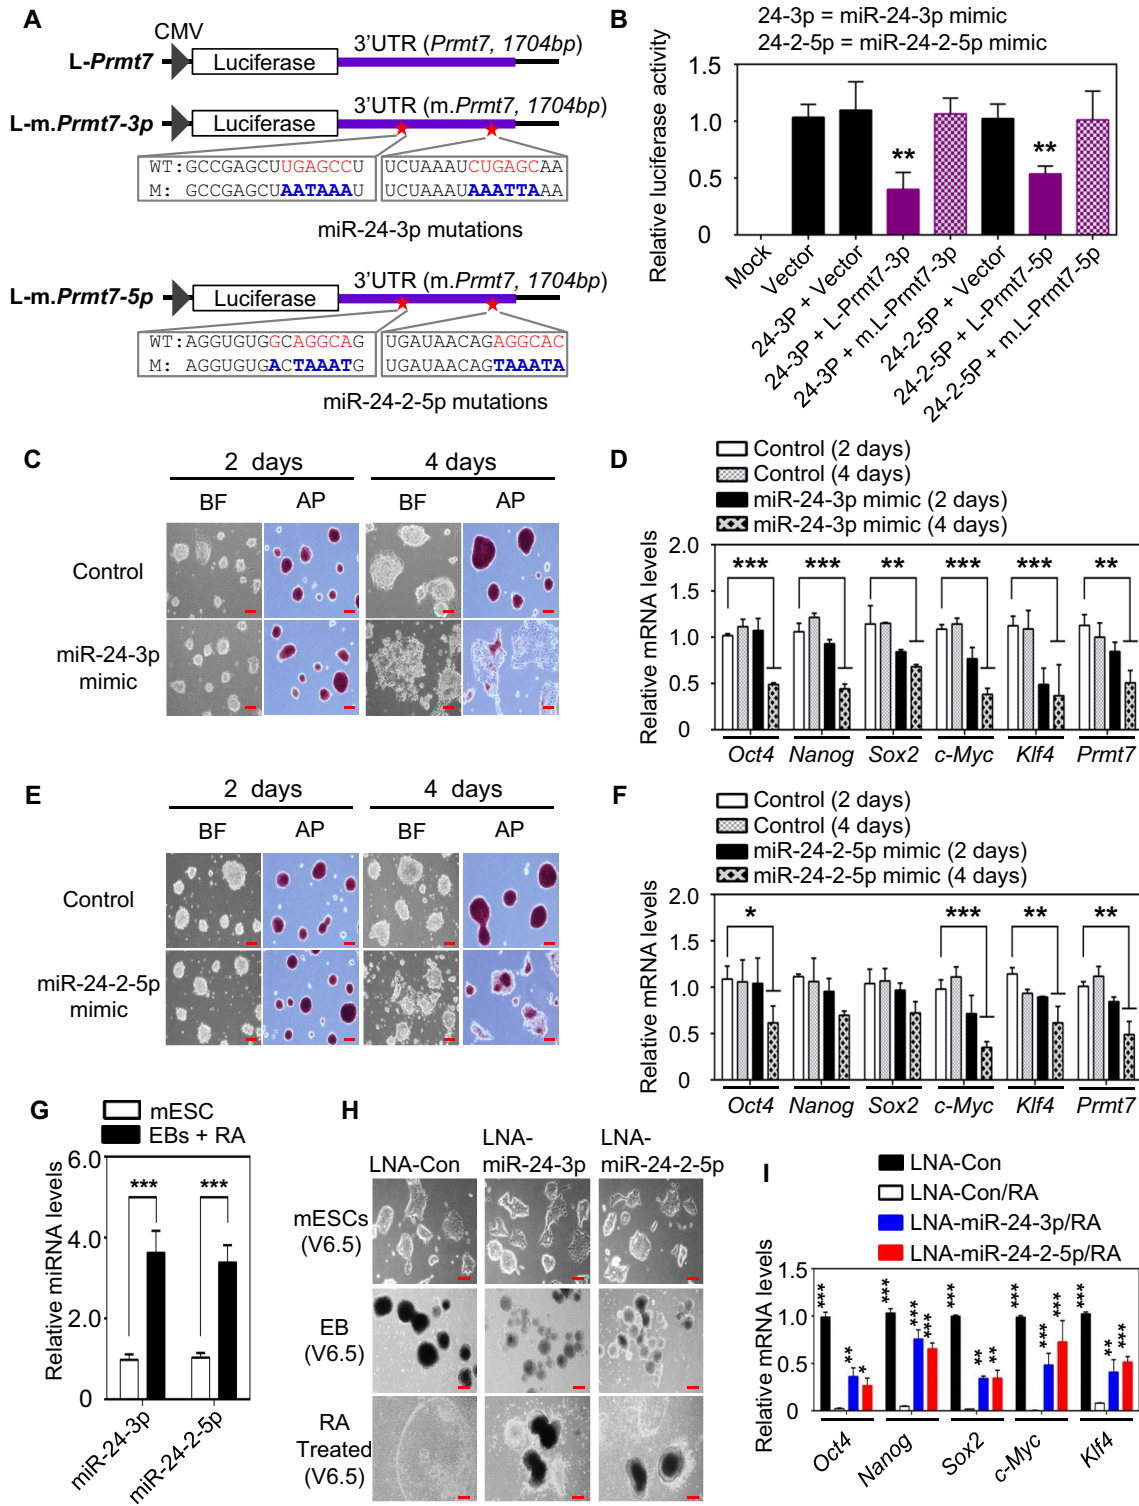 A
CMV
L-Prmt7
Luciferase
3'UTR (Prmt7, 1704bp)
L-m.Prmt7-3p
Luciferase
3'UTR (m.Prmt7, 1704bp)
WT:GCCGAGCUUGAGCCU
UCUAAAUCUGAGCAA
M: GCCGAGCUAATAAAU
UCUAAAUAAATTAAA
miR-24-3p mutations
L-m.Prmt7-5p
Luciferase
3'UTR (m.Prmt7, 1704bp)
WT:AGGUGUGGCAGGCAG
UGAUAACAGAGGCAC
M: AGGUGUGACTAAATG
UGAUAACAGTAAATA
miR-24-2-5p mutations
B
24-3p = miR-24-3p mimic
24-2-5p = miR-24-2-5p mimic
Relative luciferase activity
1.5
1.0
0.5
0
**
**
Mock
Vector
24-3P + Vector
24-3P + L-Prmt7-3p
24-3P + m.L-Prmt7-3p
24-2-5P + Vector
24-2-5P + L-Prmt7-5p
24-2-5P + m.L-Prmt7-5p
C
2 days
4 days
BF
AP
BF
AP
Control
miR-24-3p
mimic
D
Control (2 days)
Control (4 days)
miR-24-3p mimic (2 days)
miR-24-3p mimic (4 days)
Relative mRNA levels
2.0
1.5
1.0
0.5
0
***
***
**
***
***
**
Oct4
Nanog
Sox2
c-Myc
Klf4
Prmt7
E
2 days
4 days
BF
AP
BF
AP
Control
miR-24-2-5p
mimic
F
Control (2 days)
Control (4 days)
miR-24-2-5p mimic (2 days)
miR-24-2-5p mimic (4 days)
Relative mRNA levels
2.0
1.5
1.0
0.5
0
*
***
**
**
Oct4
Nanog
Sox2
c-Myc
Klf4
Prmt7
G
mESC
EBs + RA
Relative miRNA levels
6.0
4.0
2.0
0
***
***
miR-24-3p
miR-24-2-5p
H
LNA-Con
LNA-
miR-24-3p
LNA-
miR-24-2-5p
mESCs
(V6.5)
EB
(V6.5)
RA
Treated
(V6.5)
I
LNA-Con
LNA-Con/RA
LNA-miR-24-3p/RA
LNA-miR-24-2-5p/RA
Relative mRNA levels
1.5
1.0
0.5
0
***
**
*
***
***
***
***
**
**
***
***
***
***
**
***
Oct4
Nanog
Sox2
c-Myc
Klf4